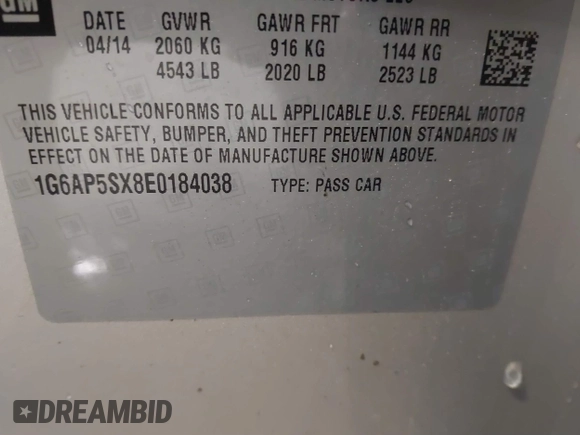 GM
DATE GVWR GAWR FRT GAWR RR
04/14 2060 KG 916 KG 1144 KG
4543 LB 2020 LB 2523 LB
THIS VEHICLE CONFORMS TO ALL APPLICABLE U.S. FEDERAL MOTOR
VEHICLE SAFETY, BUMPER, AND THEFT PREVENTION STANDARDS
IN EFFECT ON THE DATE OF MANUFACTURE SHOWN ABOVE.
1G6AP5SX8E0184038 TYPE: PASS CAR
DREAMBID